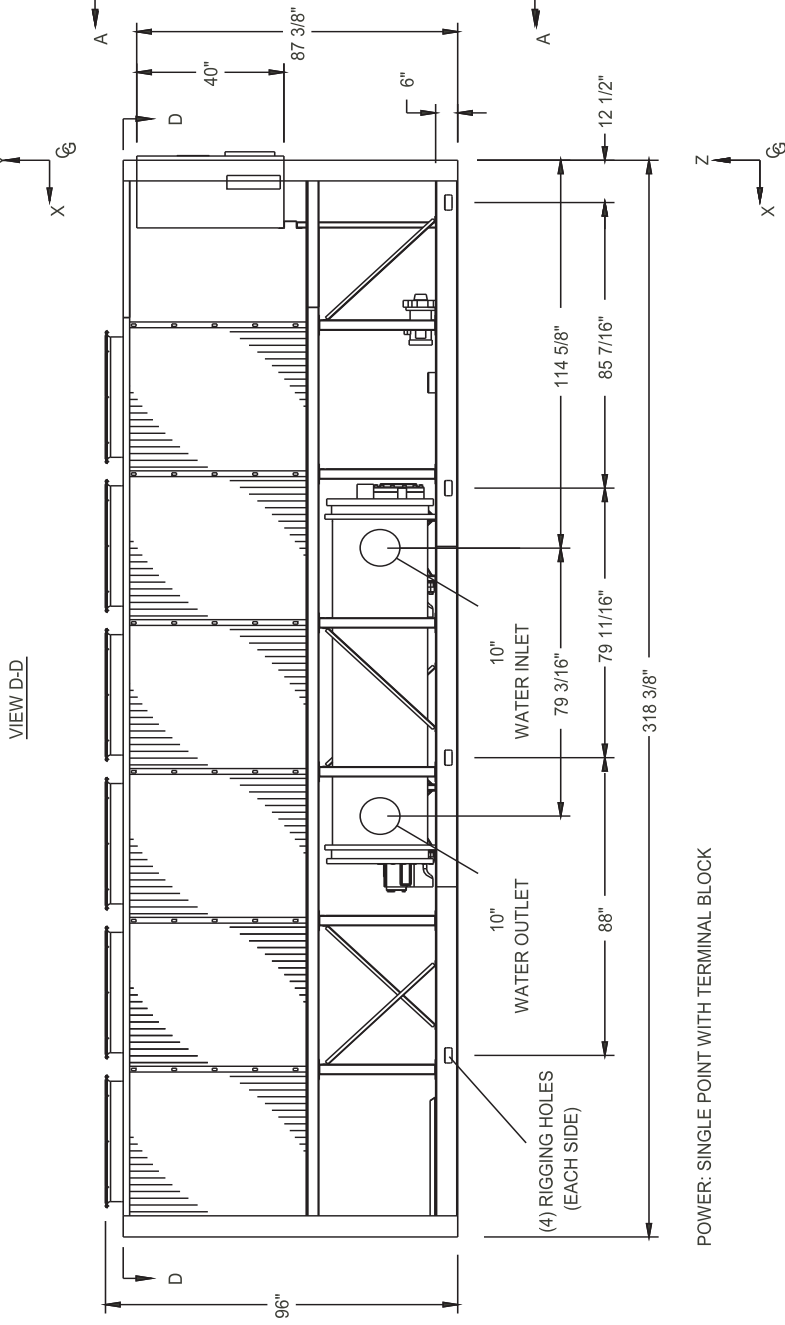 VIEW D-D
96"
D
D
40"
87 3/8"
6"
A
A
X
CG
Z
X
CG
10"
WATER OUTLET
10"
WATER INLET
(4) RIGGING HOLES
(EACH SIDE)
79 3/16"
114 5/8"
88"
79 11/16"
85 7/16"
12 1/2"
318 3/8"
POWER: SINGLE POINT WITH TERMINAL BLOCK